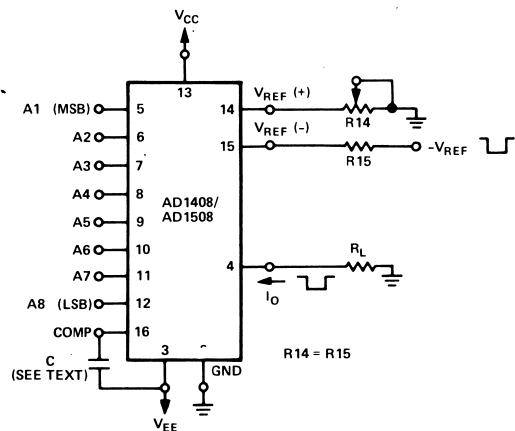 VCC
13
A1 (MSB) 5
14 VREF (+)
R14
A2 6
VREF (-)
15
R15
-VREF
A3 7
A4 8
AD1408/
AD1508
A5 9
A6 10
A7 11
4
RL
IO
A8 (LSB) 12
COMP 16
C
(SEE TEXT)
3
GND
R14 = R15
VEE